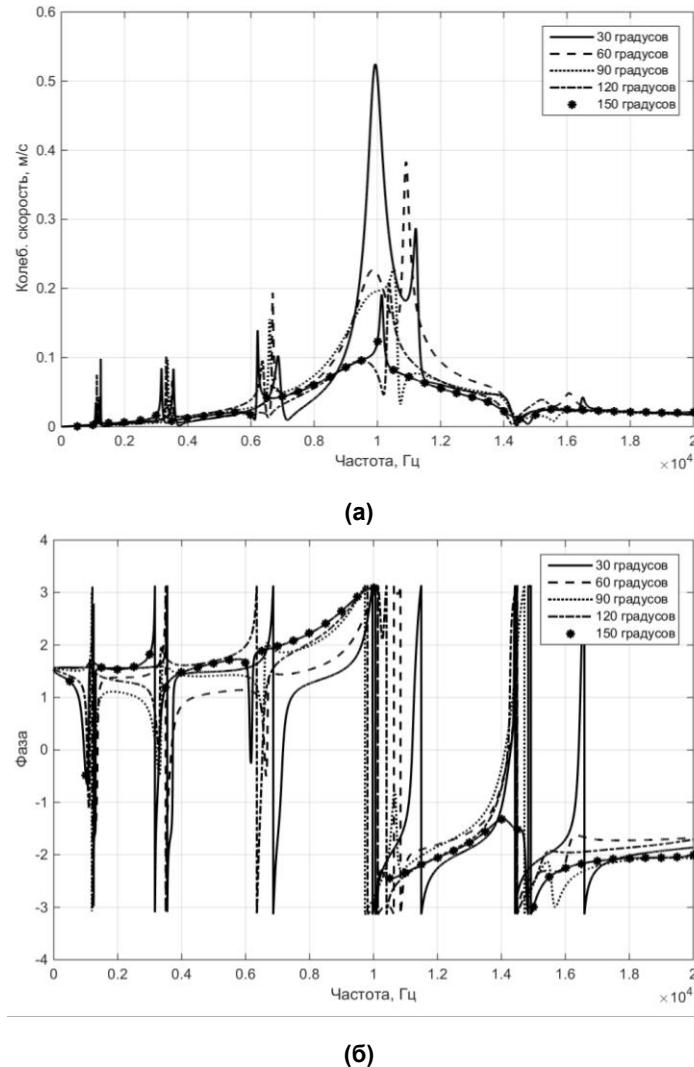 0.6
0.5
0.4
0.3
0.2
0.1
0
Колеб. скорость, м/с
30 градусов
60 градусов
90 градусов
120 градусов
150 градусов
0 0.2 0.4 0.6 0.8 1 1.2 1.4 1.6 1.8 20
Частота, Гц
×10⁴
(а)
4
3
2
1
0
-1
-2
-3
-4
Фаза
30 градусов
60 градусов
90 градусов
120 градусов
150 градусов
0 0.2 0.4 0.6 0.8 1 1.2 1.4 1.6 1.8 20
Частота, Гц
×10⁴
(б)